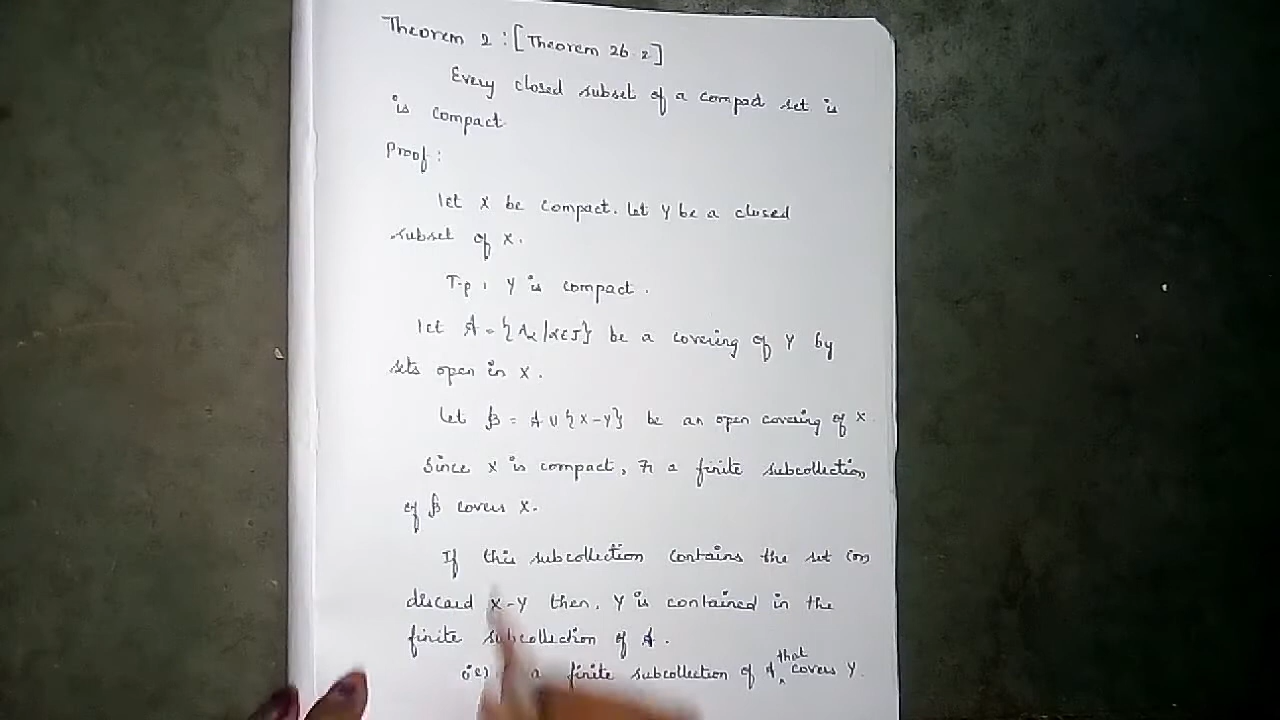 Theorem 2 : [Theorem 26.2]
Every closed subset of a compact set is
is compact.
Proof :
let X be compact. Let Y be a closed
subset of X.
T.p. Y is compact.
let A = {Aα | α∈J} be a covering of Y by
sets open in X.
Let B = A ∪ {X-Y} be an open covering of X
Since X is compact, ∃ a finite subcollection
of B covers X.
If this subcollection contains the set (or)
discard X-Y then, Y is contained in the
finite subcollection of A.
(ie) a finite subcollection of A that covers Y.